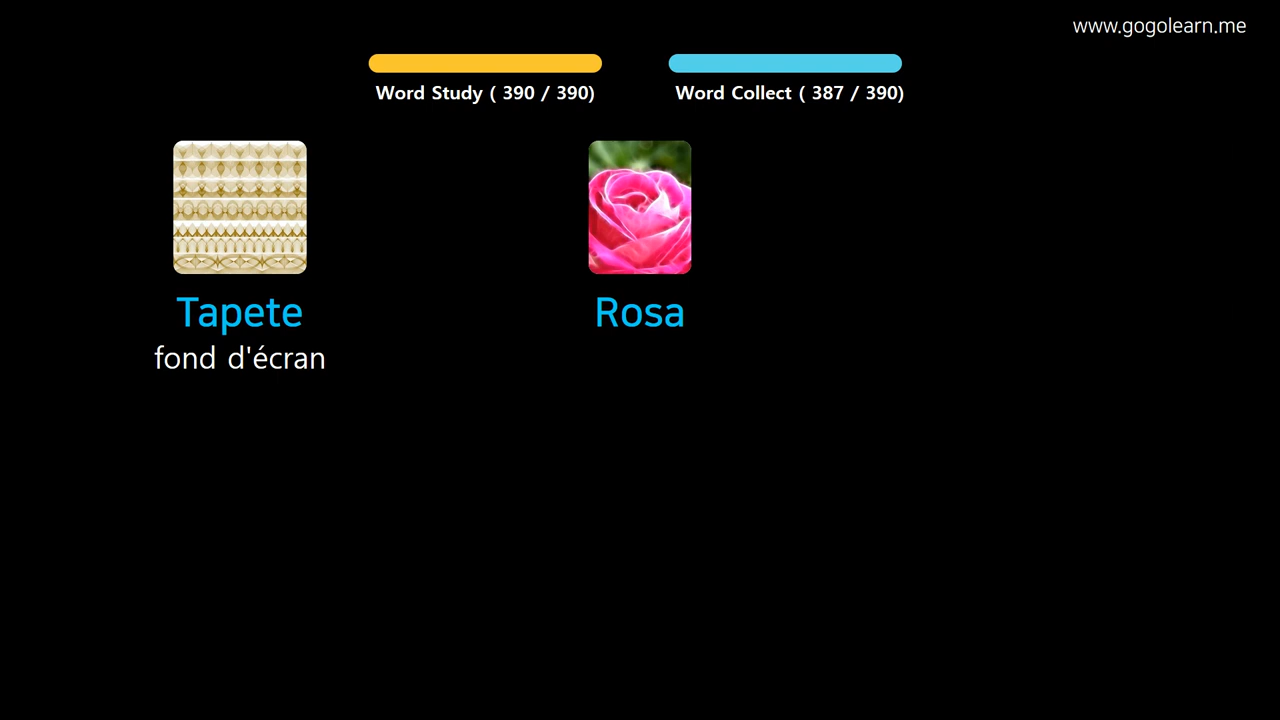 www.gogolearn.me
Word Study ( 390 / 390)
Word Collect ( 387 / 390)
Tapete
Rosa
fond d'écran